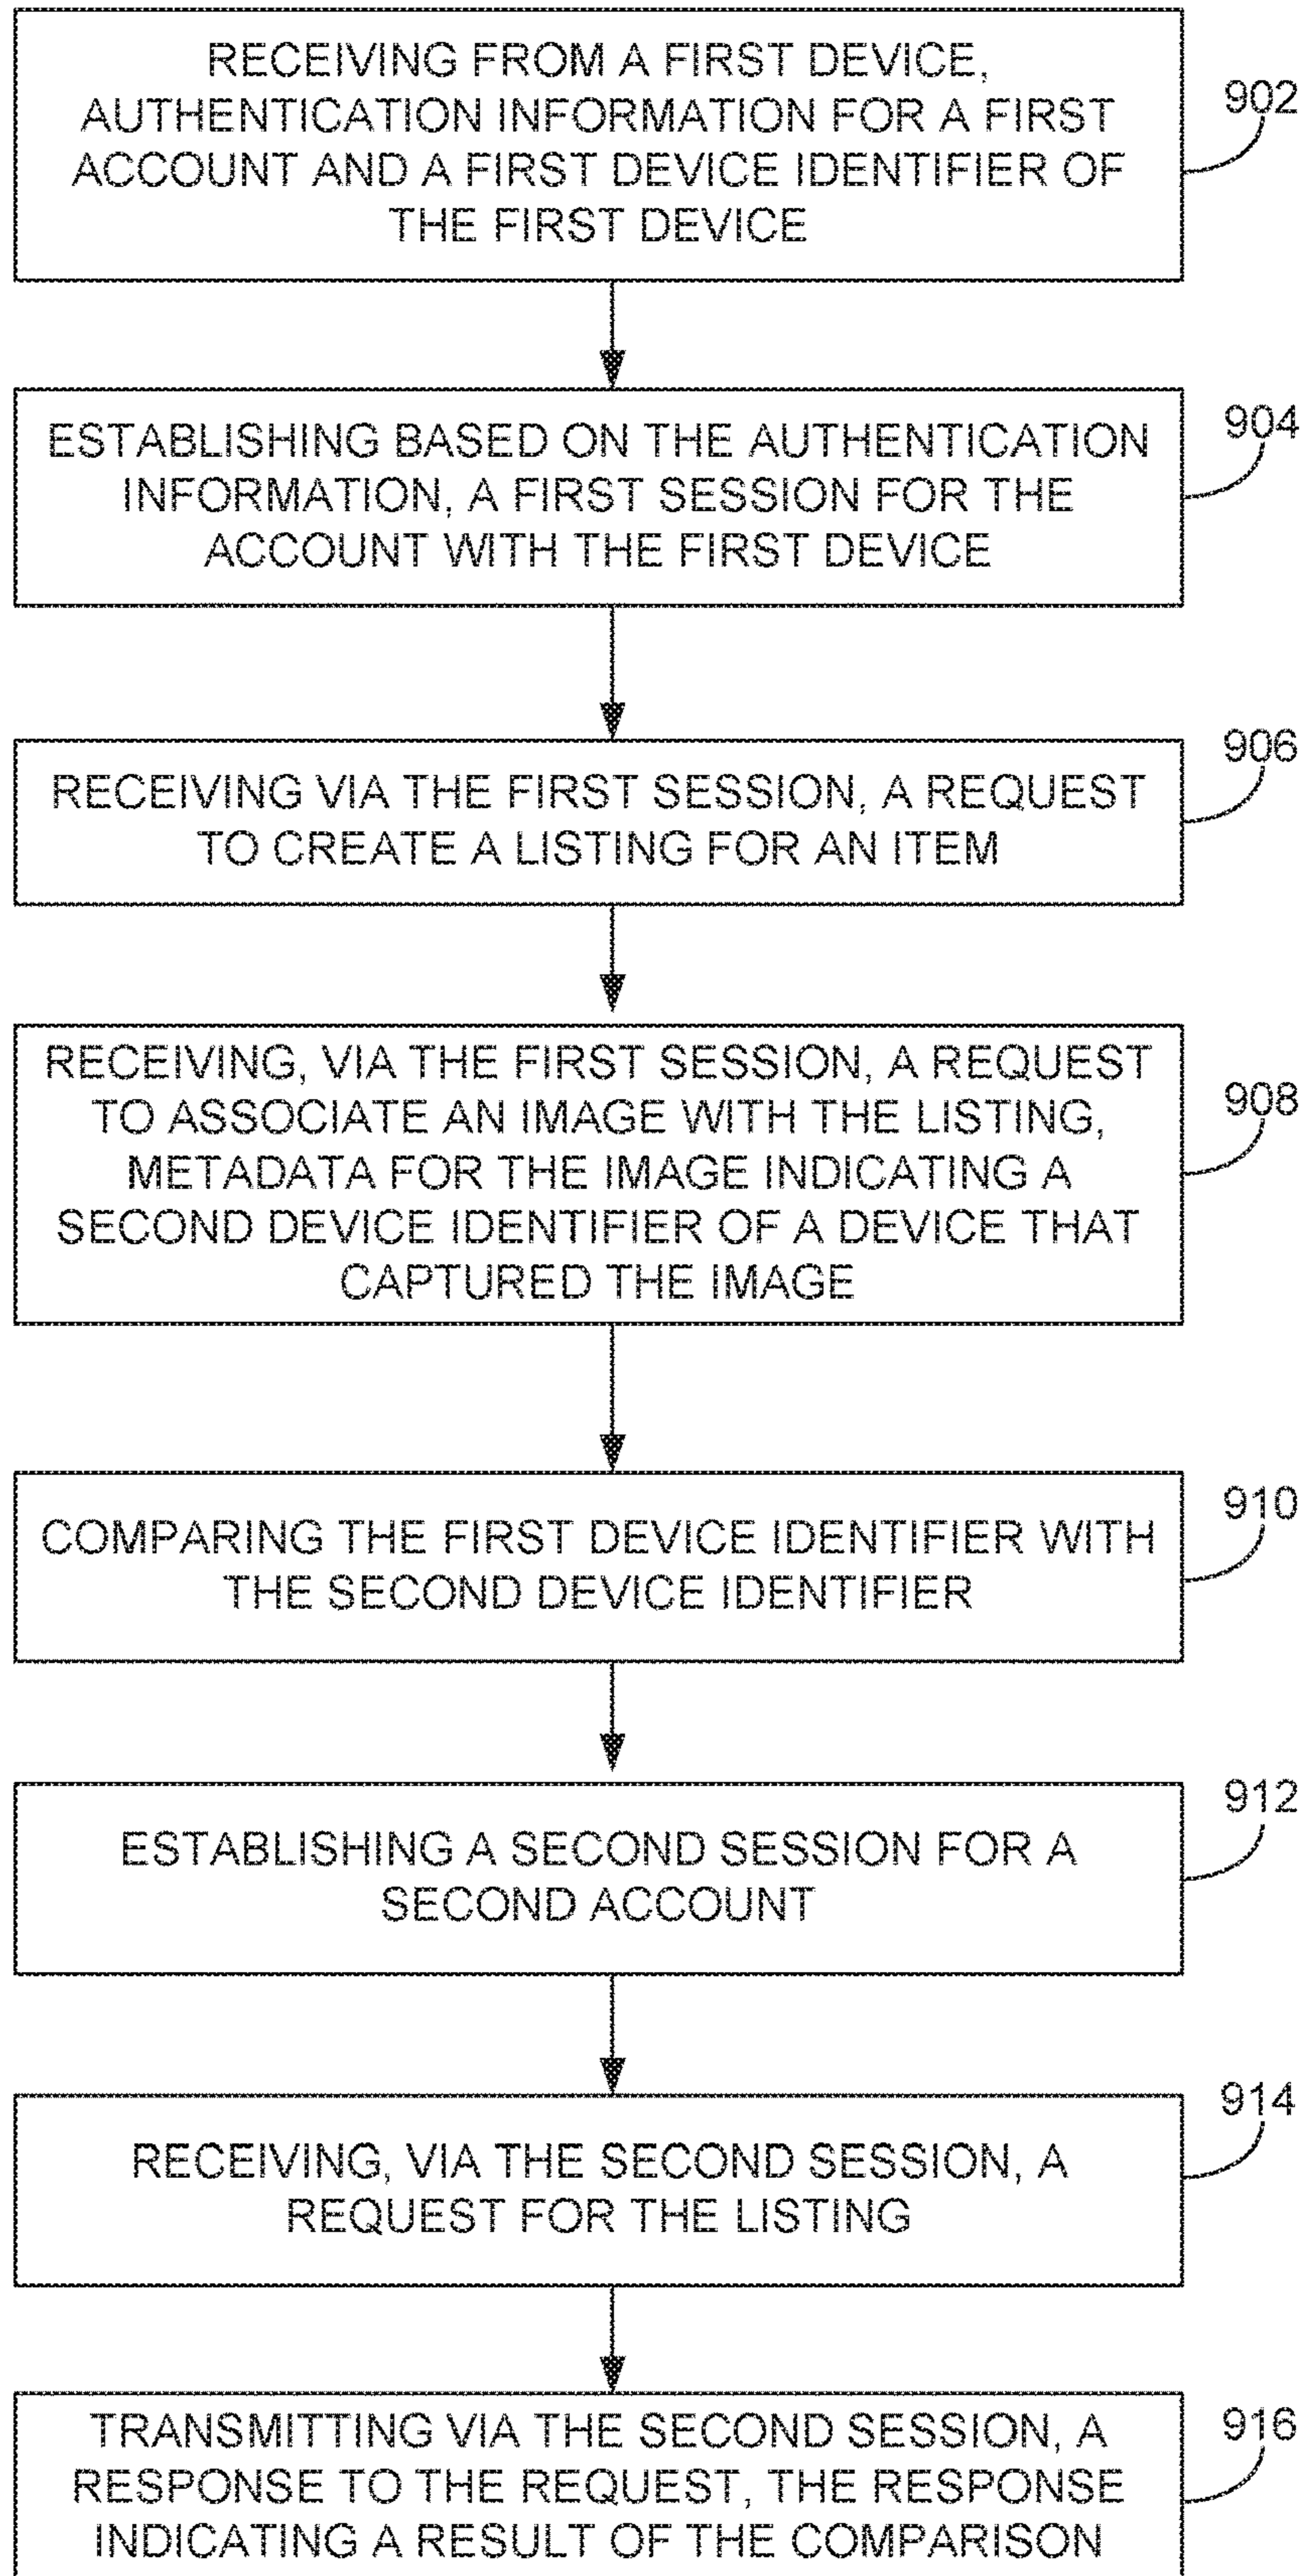 RECEIVING FROM A FIRST DEVICE,
AUTHENTICATION INFORMATION FOR A FIRST
ACCOUNT AND A FIRST DEVICE IDENTIFIER OF
THE FIRST DEVICE
902
ESTABLISHING BASED ON THE AUTHENTICATION
INFORMATION, A FIRST SESSION FOR THE
ACCOUNT WITH THE FIRST DEVICE
904
RECEIVING VIA THE FIRST SESSION, A REQUEST
TO CREATE A LISTING FOR AN ITEM
906
RECEIVING, VIA THE FIRST SESSION, A REQUEST
TO ASSOCIATE AN IMAGE WITH THE LISTING,
METADATA FOR THE IMAGE INDICATING A
SECOND DEVICE IDENTIFIER OF A DEVICE THAT
CAPTURED THE IMAGE
908
COMPARING THE FIRST DEVICE IDENTIFIER WITH
THE SECOND DEVICE IDENTIFIER
910
ESTABLISHING A SECOND SESSION FOR A
SECOND ACCOUNT
912
RECEIVING, VIA THE SECOND SESSION, A
REQUEST FOR THE LISTING
914
TRANSMITTING VIA THE SECOND SESSION, A
RESPONSE TO THE REQUEST, THE RESPONSE
INDICATING A RESULT OF THE COMPARISON
916